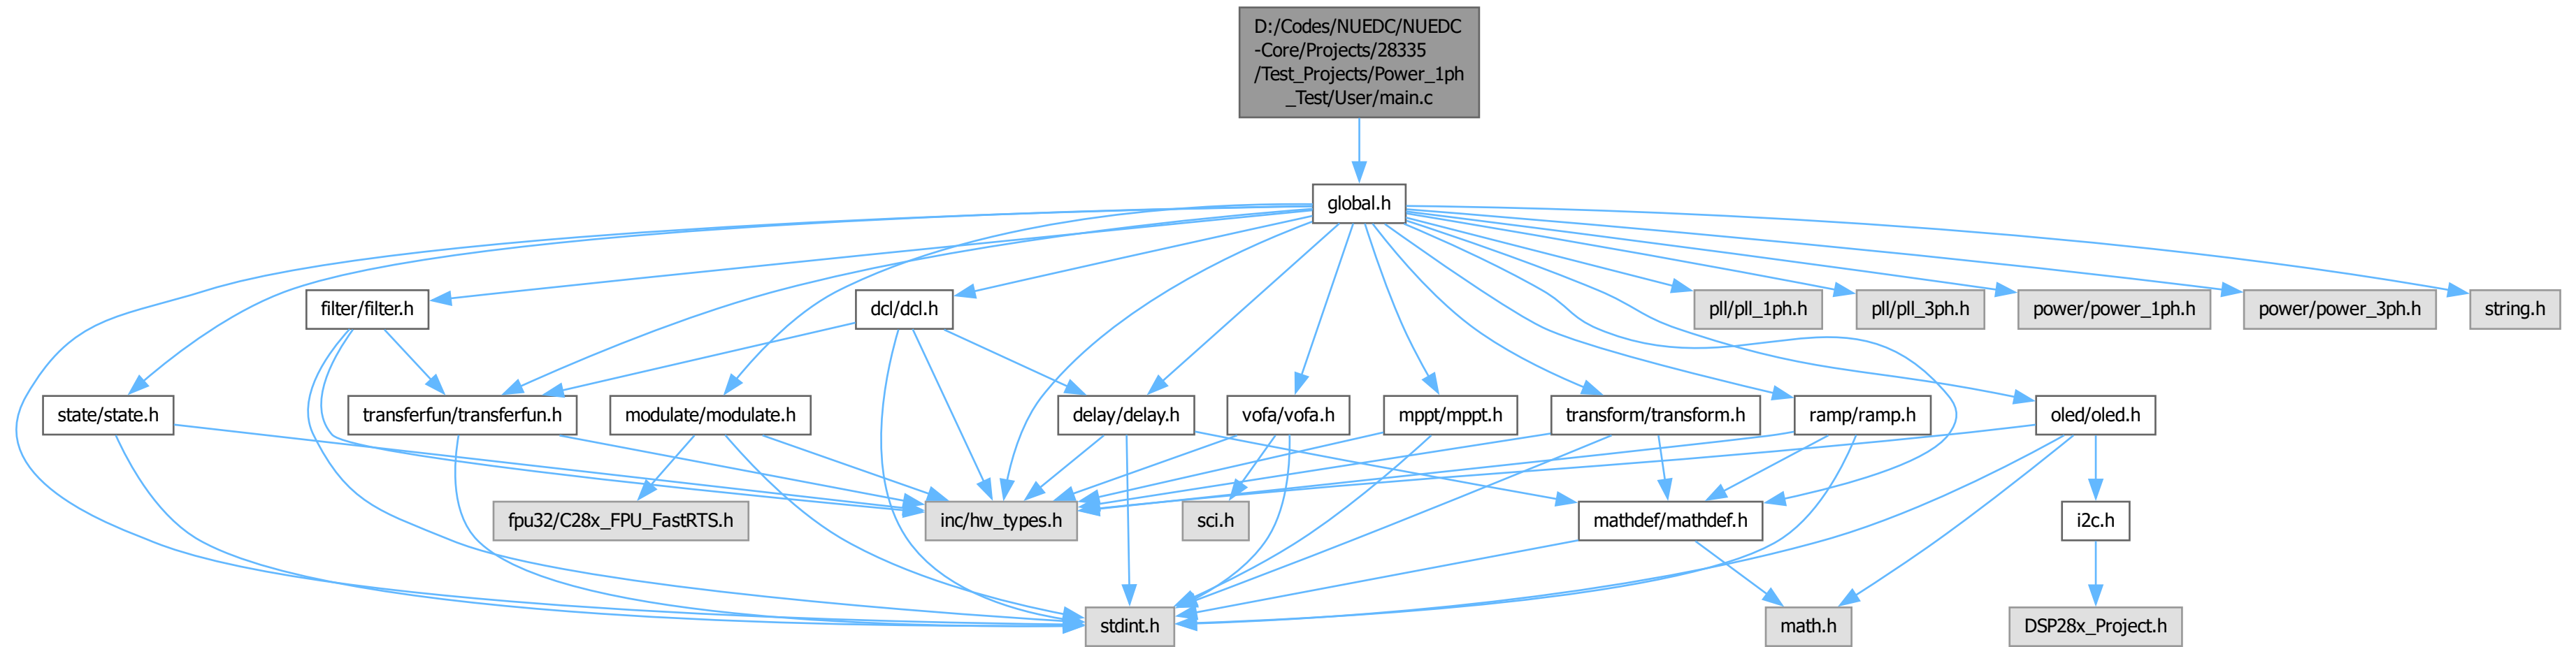 D:/Codes/NUEDC/NUEDC
-Core/Projects/28335
/Test_Projects/Power_1ph
_Test/User/main.c
global.h
filter/filter.h
dcl/dcl.h
pll/pll_1ph.h
pll/pll_3ph.h
power/power_1ph.h
power/power_3ph.h
string.h
state/state.h
transferfun/transferfun.h
modulate/modulate.h
delay/delay.h
vofa/vofa.h
mppt/mppt.h
transform/transform.h
ramp/ramp.h
oled/oled.h
fpu32/C28x_FPU_FastRTS.h
inc/hw_types.h
sci.h
mathdef/mathdef.h
i2c.h
stdint.h
math.h
DSP28x_Project.h